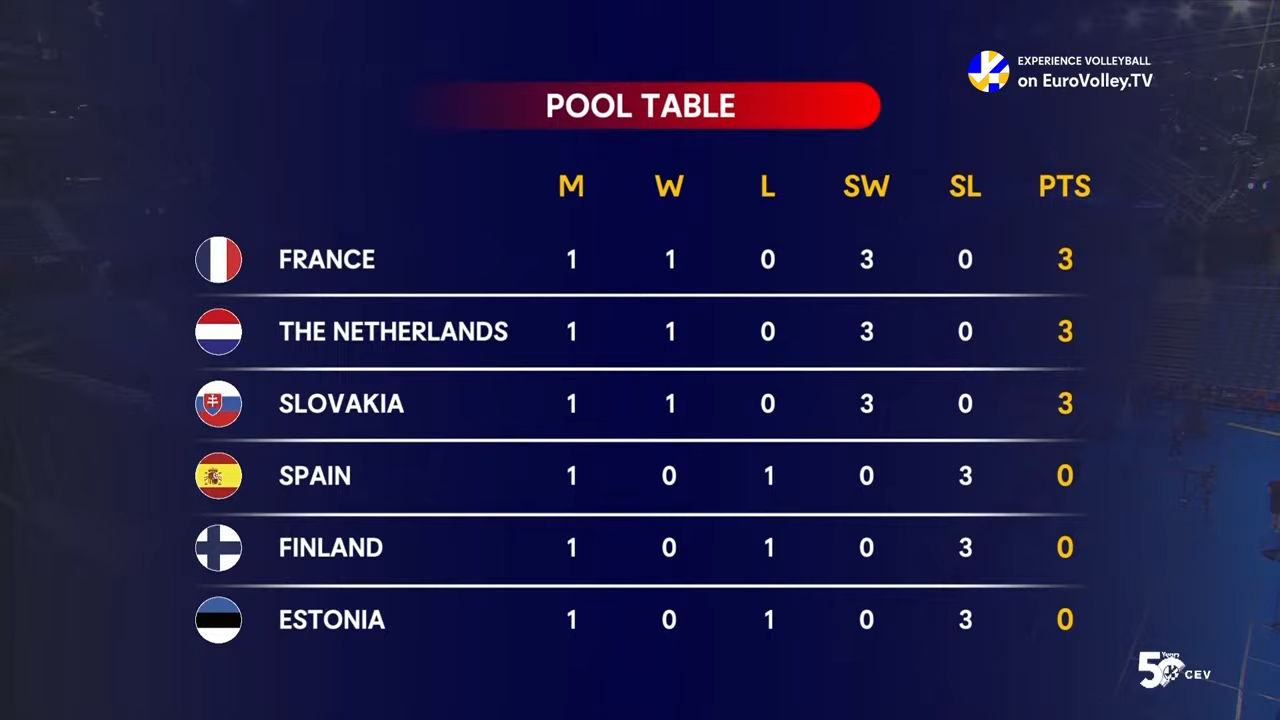 EXPERIENCE VOLLEYBALL
on EuroVolley.TV
POOL TABLE
M W L SW SL PTS
FRANCE 1 1 0 3 0 3
THE NETHERLANDS 1 1 0 3 0 3
SLOVAKIA 1 1 0 3 0 3
SPAIN 1 0 1 0 3 0
FINLAND 1 0 1 0 3 0
ESTONIA 1 0 1 0 3 0
50 Years CEV